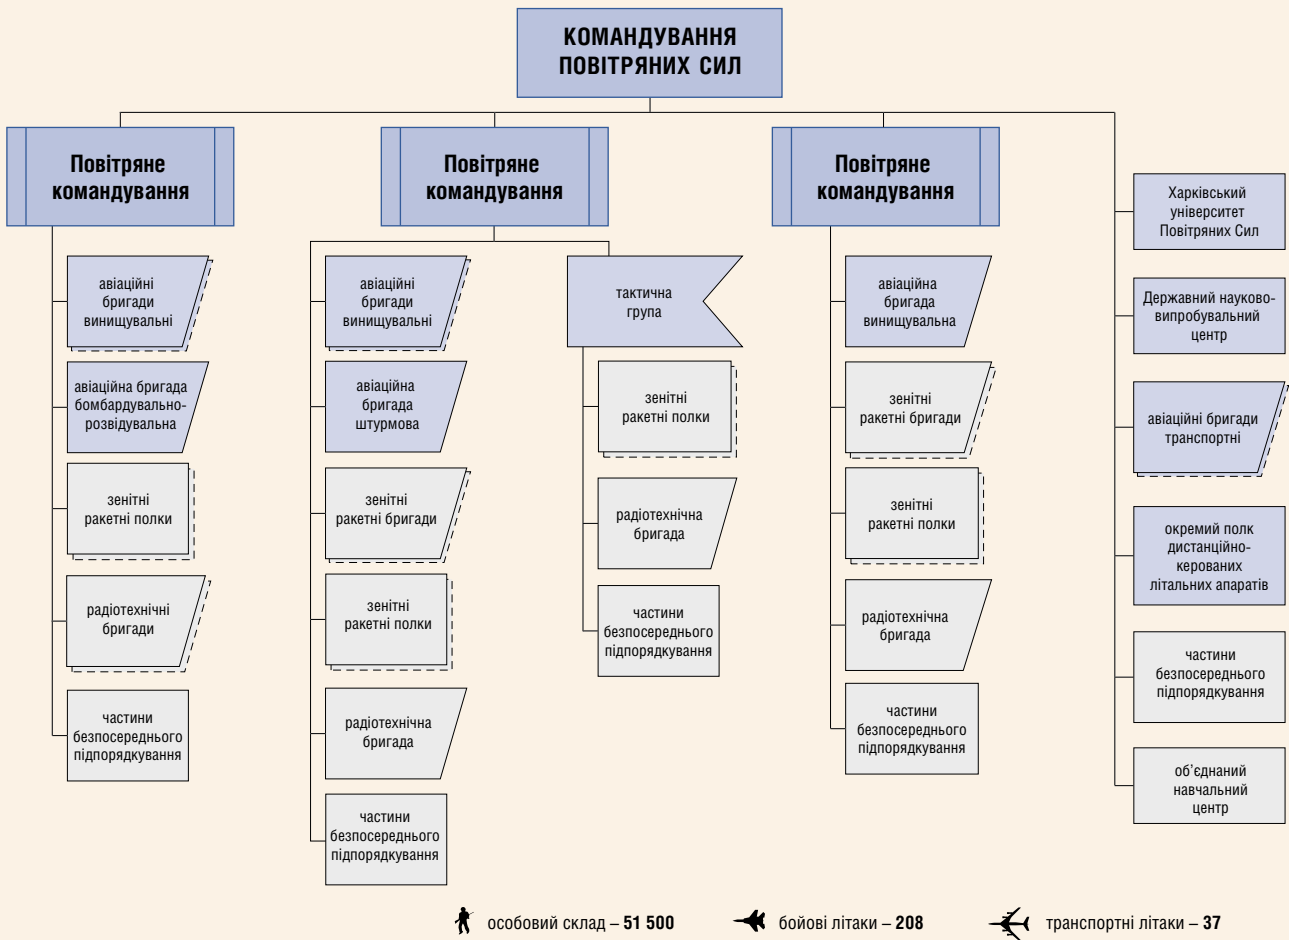 КОМАНДУВАННЯ
ПОВІТРЯНИХ СИЛ
Повітряне
командування
авіаційні
бригади
винищувальні
авіаційна бригада
бомбардувально-
розвідувальна
зенітні
ракетні полки
радіотехнічні
бригади
частини
безпосереднього
підпорядкування
Повітряне
командування
авіаційні
бригади
винищувальні
авіаційна
бригада
штурмова
зенітні
ракетні бригади
зенітні
ракетні полки
радіотехнічна
бригада
частини
безпосереднього
підпорядкування
тактична
група
зенітні
ракетні полки
радіотехнічна
бригада
частини
безпосереднього
підпорядкування
Повітряне
командування
авіаційна
бригада
винищувальна
зенітні
ракетні бригади
зенітні
ракетні полки
радіотехнічна
бригада
частини
безпосереднього
підпорядкування
Харківський
університет
Повітряних Сил
Державний науково-
випробувальний
центр
авіаційні бригади
транспортні
окремий полк
дистанційно-
керованих
літальних апаратів
частини
безпосереднього
підпорядкування
об’єднаний
навчальний
центр
особовий склад – 51 500
бойові літаки – 208
транспортні літаки – 37